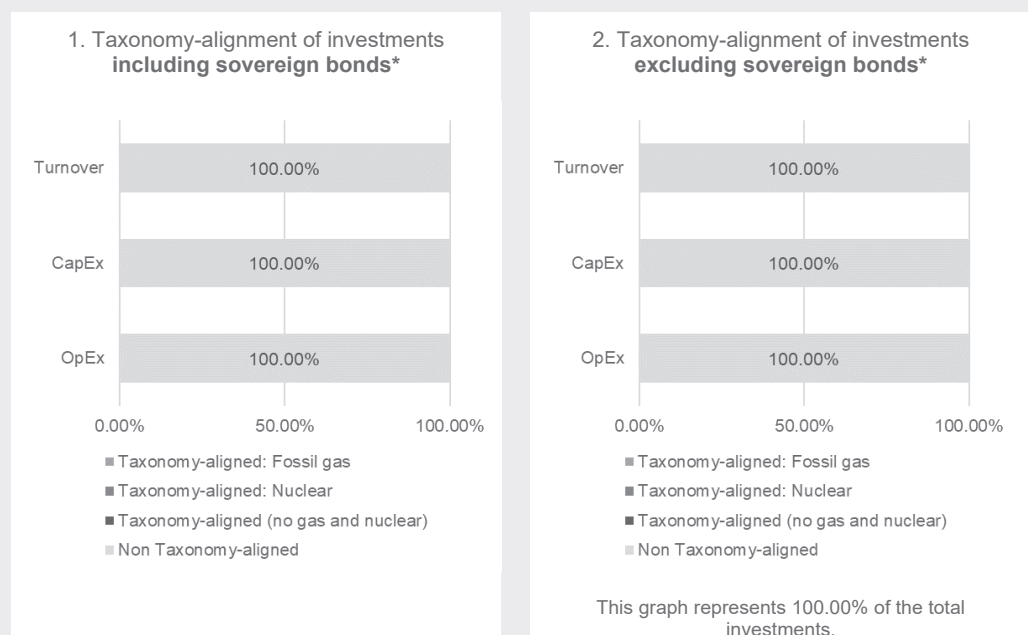 1. Taxonomy-alignment of investments
including sovereign bonds*
Turnover
100.00%
CapEx
100.00%
OpEx
100.00%
0.00%
50.00%
100.00%
Taxonomy-aligned: Fossil gas
Taxonomy-aligned: Nuclear
Taxonomy-aligned (no gas and nuclear)
Non Taxonomy-aligned
2. Taxonomy-alignment of investments
excluding sovereign bonds*
Turnover
100.00%
CapEx
100.00%
OpEx
100.00%
0.00%
50.00%
100.00%
Taxonomy-aligned: Fossil gas
Taxonomy-aligned: Nuclear
Taxonomy-aligned (no gas and nuclear)
Non Taxonomy-aligned
This graph represents 100.00% of the total
investments.